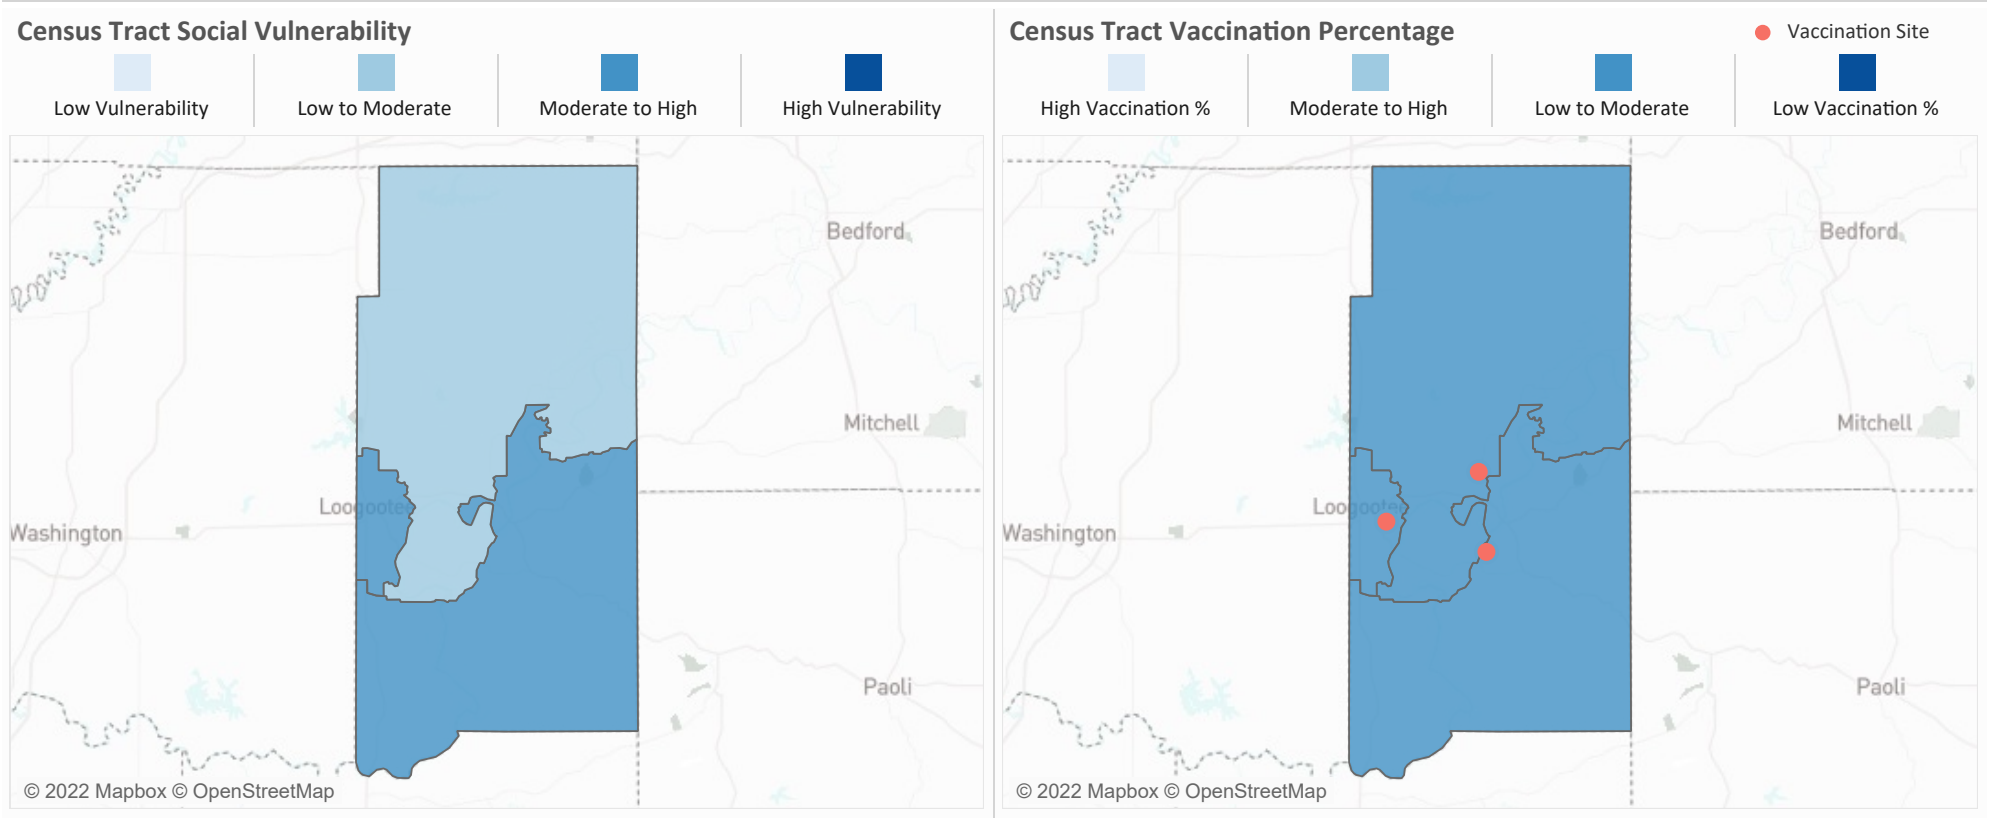 Census Tract Social Vulnerability
Low Vulnerability
Low to Moderate
Moderate to High
High Vulnerability
Bedford
Mitchell
Loogootee
Washington
Paoli
© 2022 Mapbox © OpenStreetMap
Census Tract Vaccination Percentage
Vaccination Site
High Vaccination %
Moderate to High
Low to Moderate
Low Vaccination %
Bedford
Mitchell
Loogootee
Washington
Paoli
© 2022 Mapbox © OpenStreetMap